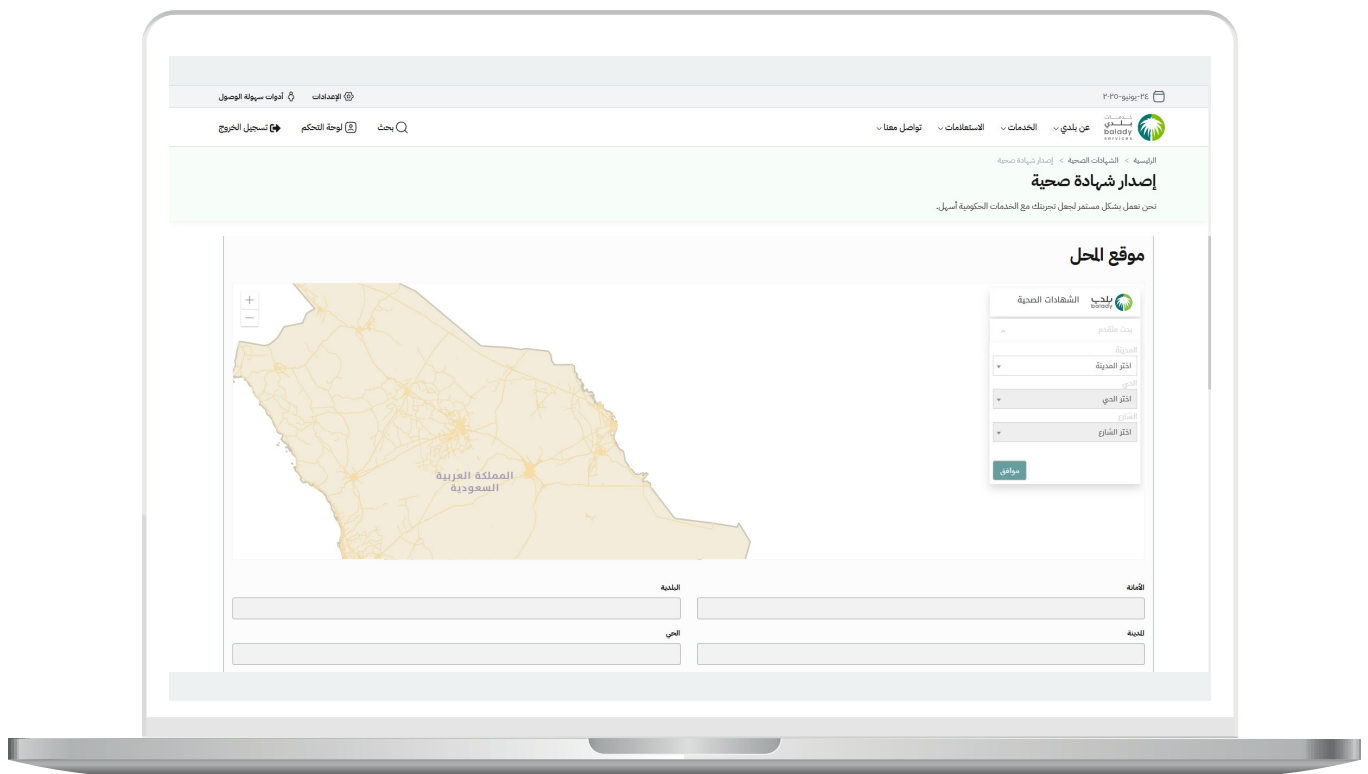 ٢٤-يونيو-٢٠٢٥
الإعدادات
أدوات سهولة الوصول
خدمات
بلدي
balady
services
عن بلدي
الخدمات
الاستعلامات
تواصل معنا
بحث
لوحة التحكم
تسجيل الخروج
الرئيسية > الشهادات الصحية > إصدار شهادة صحية
إصدار شهادة صحية
نحن نعمل بشكل مستمر لجعل تجربتك مع الخدمات الحكومية أسهل.
موقع المحل
بلدي
balady
الشهادات الصحية
بحث متقدم
المدينة
اختر المدينة
الحي
اختر الحي
الشارع
اختر الشارع
موافق
+
−
المملكة العربية
السعودية
الأمانة
البلدية
المدينة
الحي